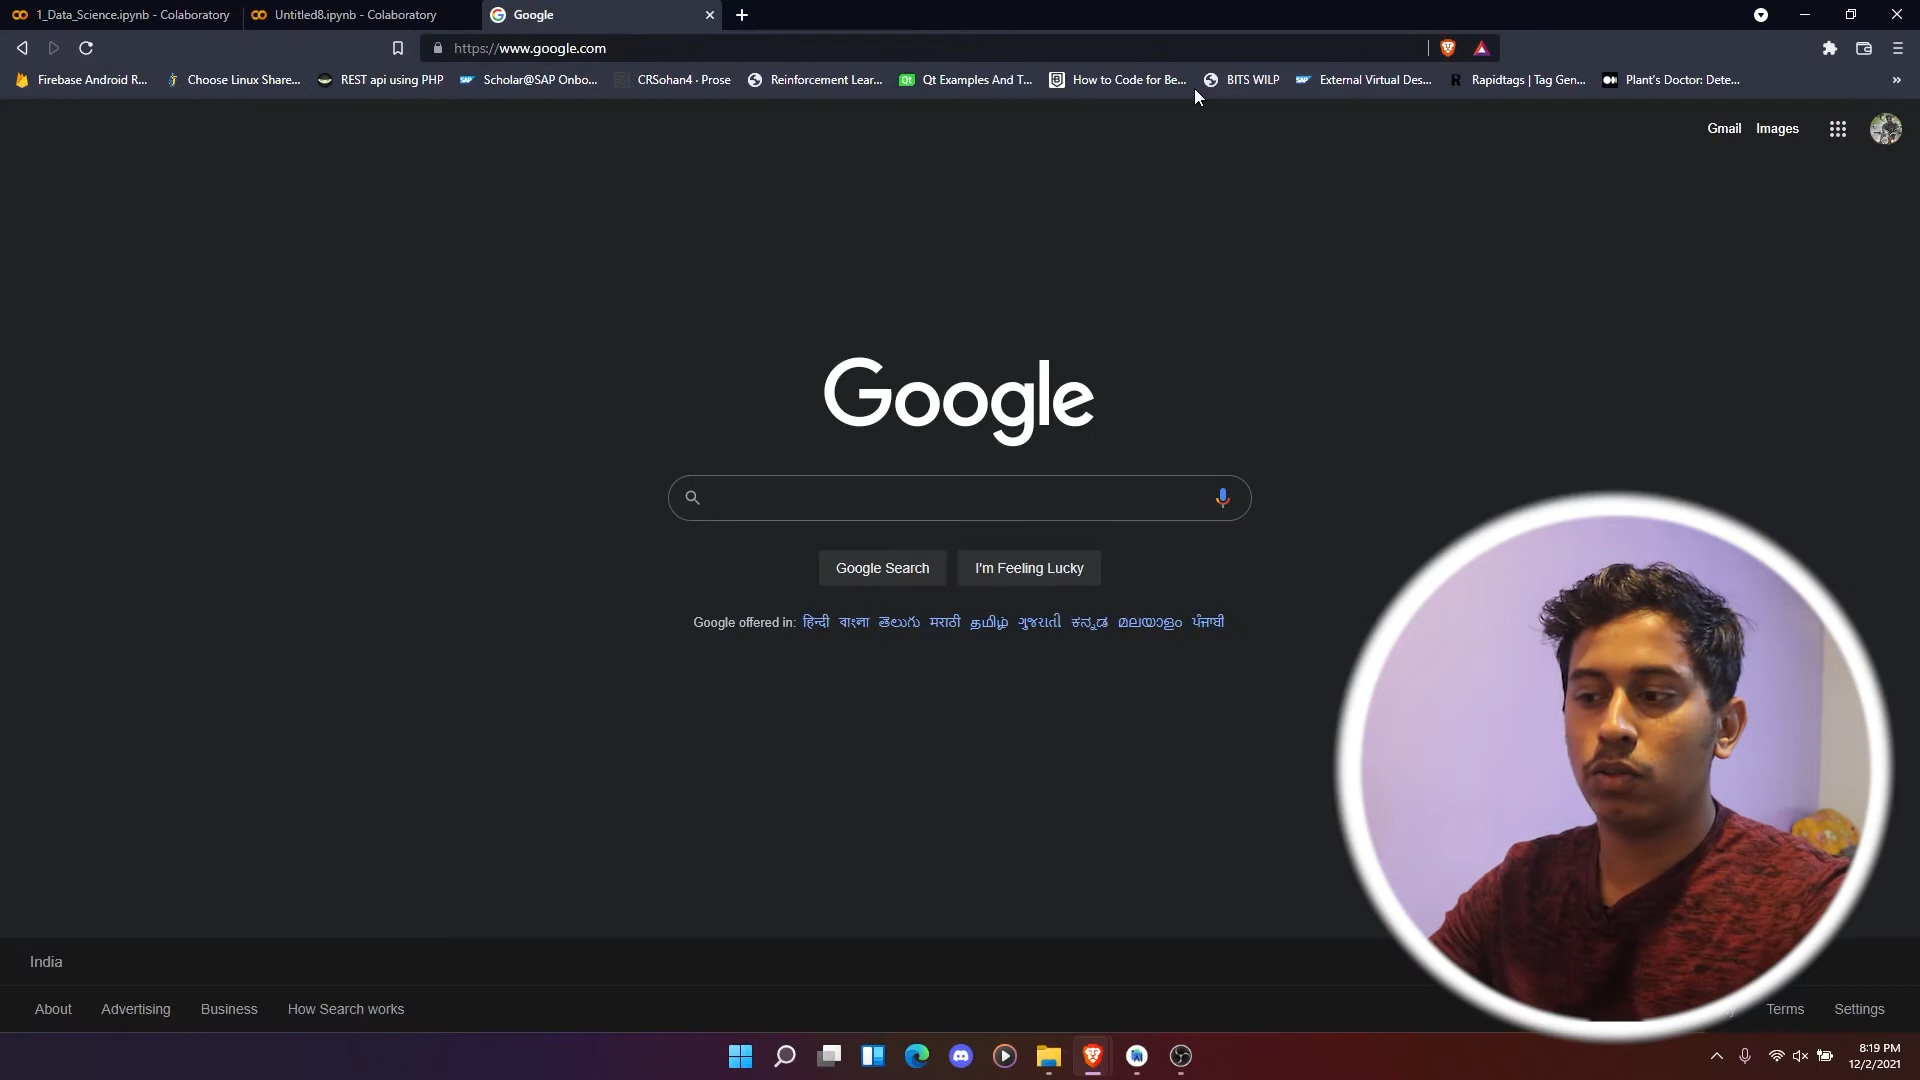 1_Data_Science.ipynb - Colaboratory
Untitled8.ipynb - Colaboratory
Google
https://www.google.com
Firebase Android R...
Choose Linux Share...
REST api using PHP
Scholar@SAP Onbo...
CRSohan4 · Prose
Reinforcement Lear...
Qt Examples And T...
How to Code for Be...
BITS WILP
External Virtual Des...
Rapidtags | Tag Gen...
Plant's Doctor: Dete...
Gmail Images
Google
Google Search
I'm Feeling Lucky
Google offered in: हिन्दी বাংলা తెలుగు मराठी தமிழ் ગુજરાતી ಕನ್ನಡ മലയാളം ਪੰਜਾਬੀ
India
About Advertising Business How Search works
Terms Settings
8:19 PM
12/2/2021